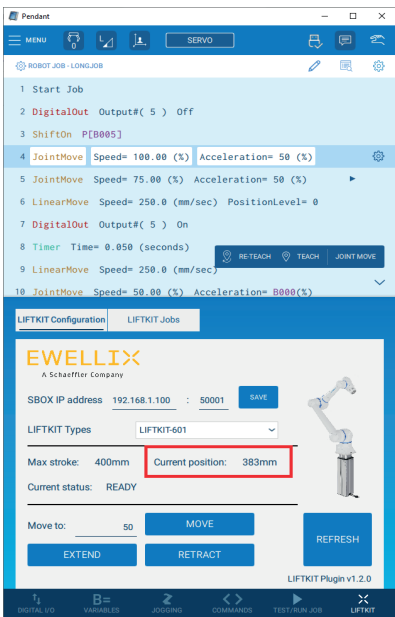 Pendant
MENU
0
SERVO
ROBOT JOB - LONGJOB
1 Start Job
2 DigitalOut Output#( 5 ) Off
3 ShiftOn P[B005]
4 JointMove Speed= 100.00 (%) Acceleration= 50 (%)
5 JointMove Speed= 75.00 (%) Acceleration= 50 (%)
6 LinearMove Speed= 250.0 (mm/sec) PositionLevel= 0
7 DigitalOut Output#( 5 ) On
8 Timer Time= 0.050 (seconds)
RE-TEACH TEACH JOINT MOVE
9 LinearMove Speed= 250.0 (mm/sec)
10 JointMove Speed= 50.00 (%) Acceleration= B000(%)
LIFTKIT Configuration LIFTKIT Jobs
EWELLIX
A Schaeffler Company
SBOX IP address 192.168.1.100 : 50001 SAVE
LIFTKIT Types LIFTKIT-601
Max stroke: 400mm Current position: 383mm
Current status: READY
Move to: 50 MOVE
EXTEND RETRACT REFRESH
LIFTKIT Plugin v1.2.0
DIGITAL I/O VARIABLES JOGGING COMMANDS TEST/RUN JOB LIFTKIT